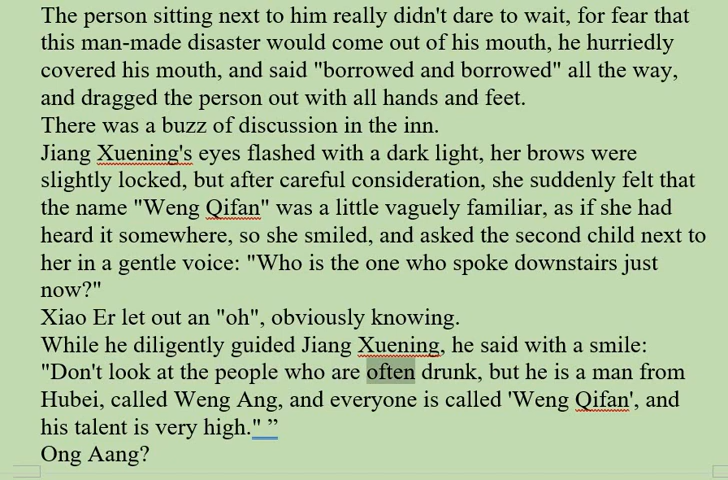 The person sitting next to him really didn't dare to wait, for fear that
this man-made disaster would come out of his mouth, he hurriedly
covered his mouth, and said "borrowed and borrowed" all the way,
and dragged the person out with all hands and feet.
There was a buzz of discussion in the inn.
Jiang Xuening's eyes flashed with a dark light, her brows were
slightly locked, but after careful consideration, she suddenly felt that
the name "Weng Qifan" was a little vaguely familiar, as if she had
heard it somewhere, so she smiled, and asked the second child next to
her in a gentle voice: "Who is the one who spoke downstairs just
now?"
Xiao Er let out an "oh", obviously knowing.
While he diligently guided Jiang Xuening, he said with a smile:
"Don't look at the people who are often drunk, but he is a man from
Hubei, called Weng Ang, and everyone is called 'Weng Qifan', and
his talent is very high." ”
Ong Aang?